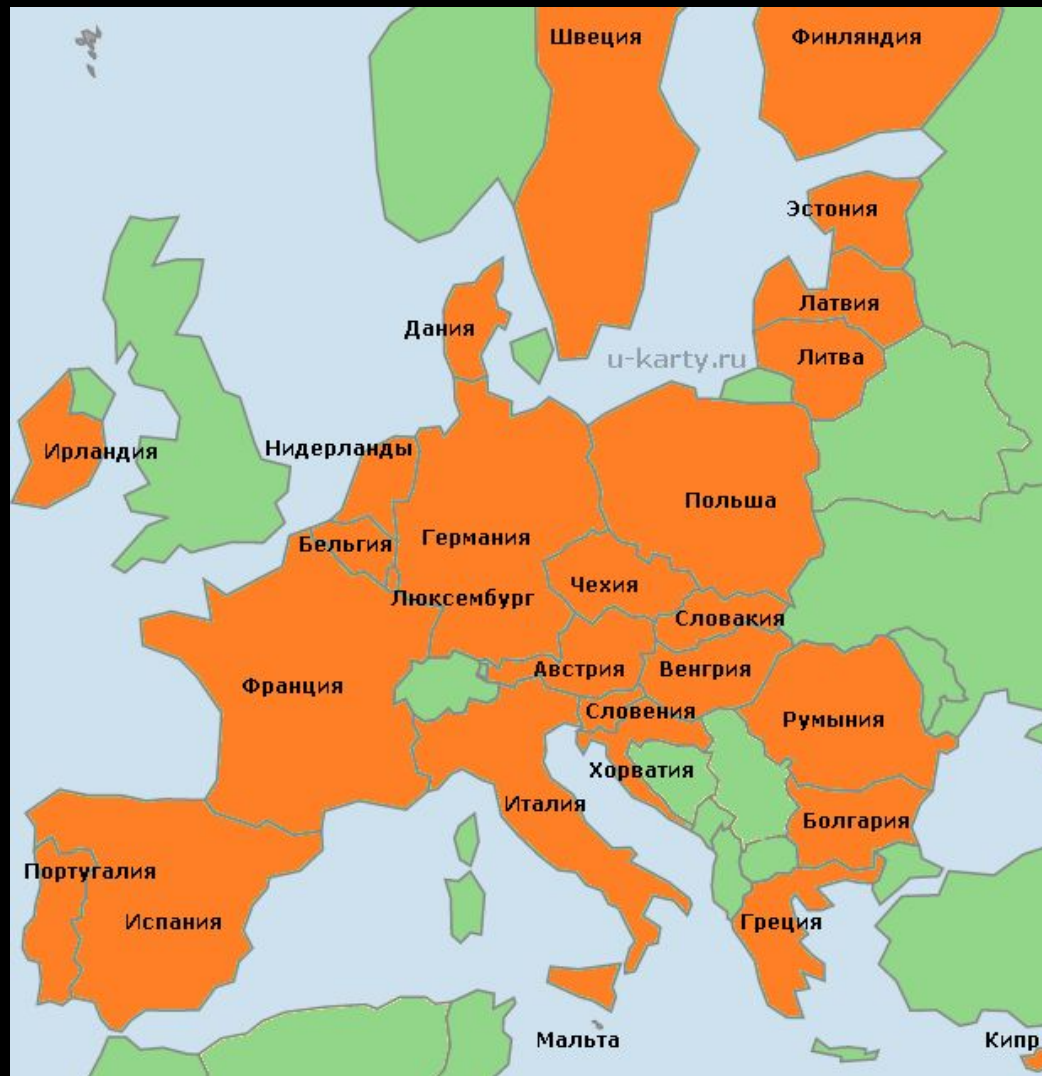 Швеция
Финляндия
Эстония
Латвия
Дания
u-karty.ru
Литва
Ирландия
Нидерланды
Польша
Бельгия
Германия
Чехия
Люксембург
Словакия
Австрия
Венгрия
Франция
Словения
Румыния
Хорватия
Италия
Болгария
Португалия
Испания
Греция
Мальта
Кипр